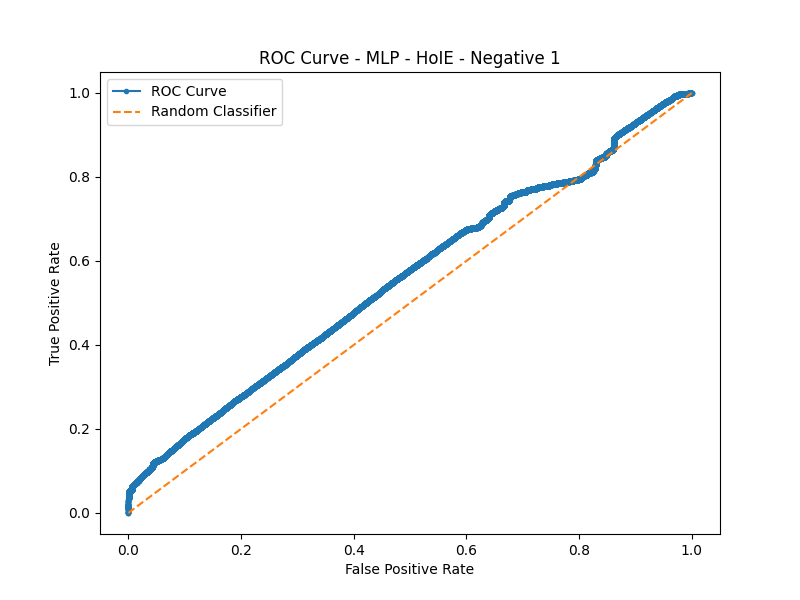 ROC Curve - MLP - HolE - Negative 1
ROC Curve
Random Classifier
1.0
0.8
0.6
0.4
0.2
0.0
True Positive Rate
0.0 0.2 0.4 0.6 0.8 1.0
False Positive Rate